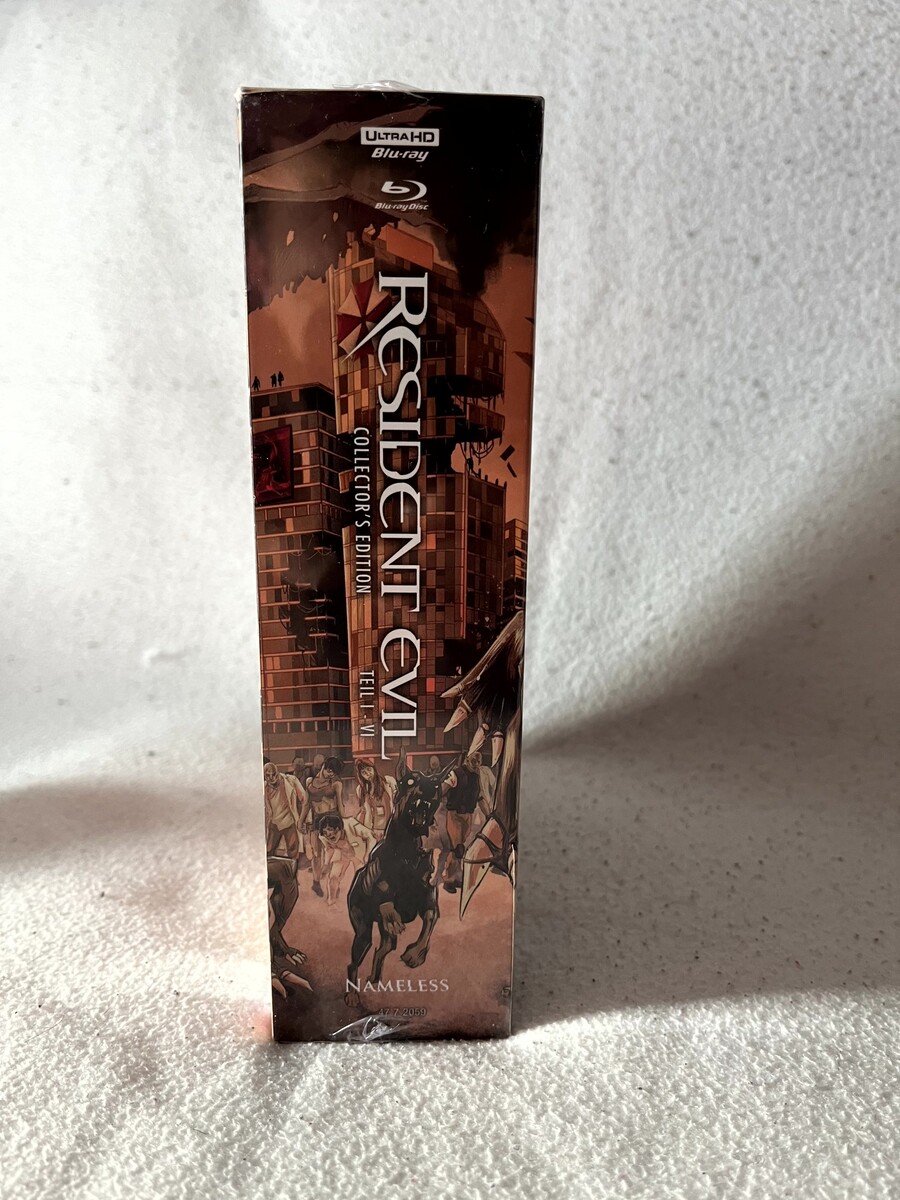 ULTRA HD
Blu-ray
Blu-ray Disc
RESIDENT EVIL
COLLECTOR'S EDITION
TEIL I - VI
NAMELESS